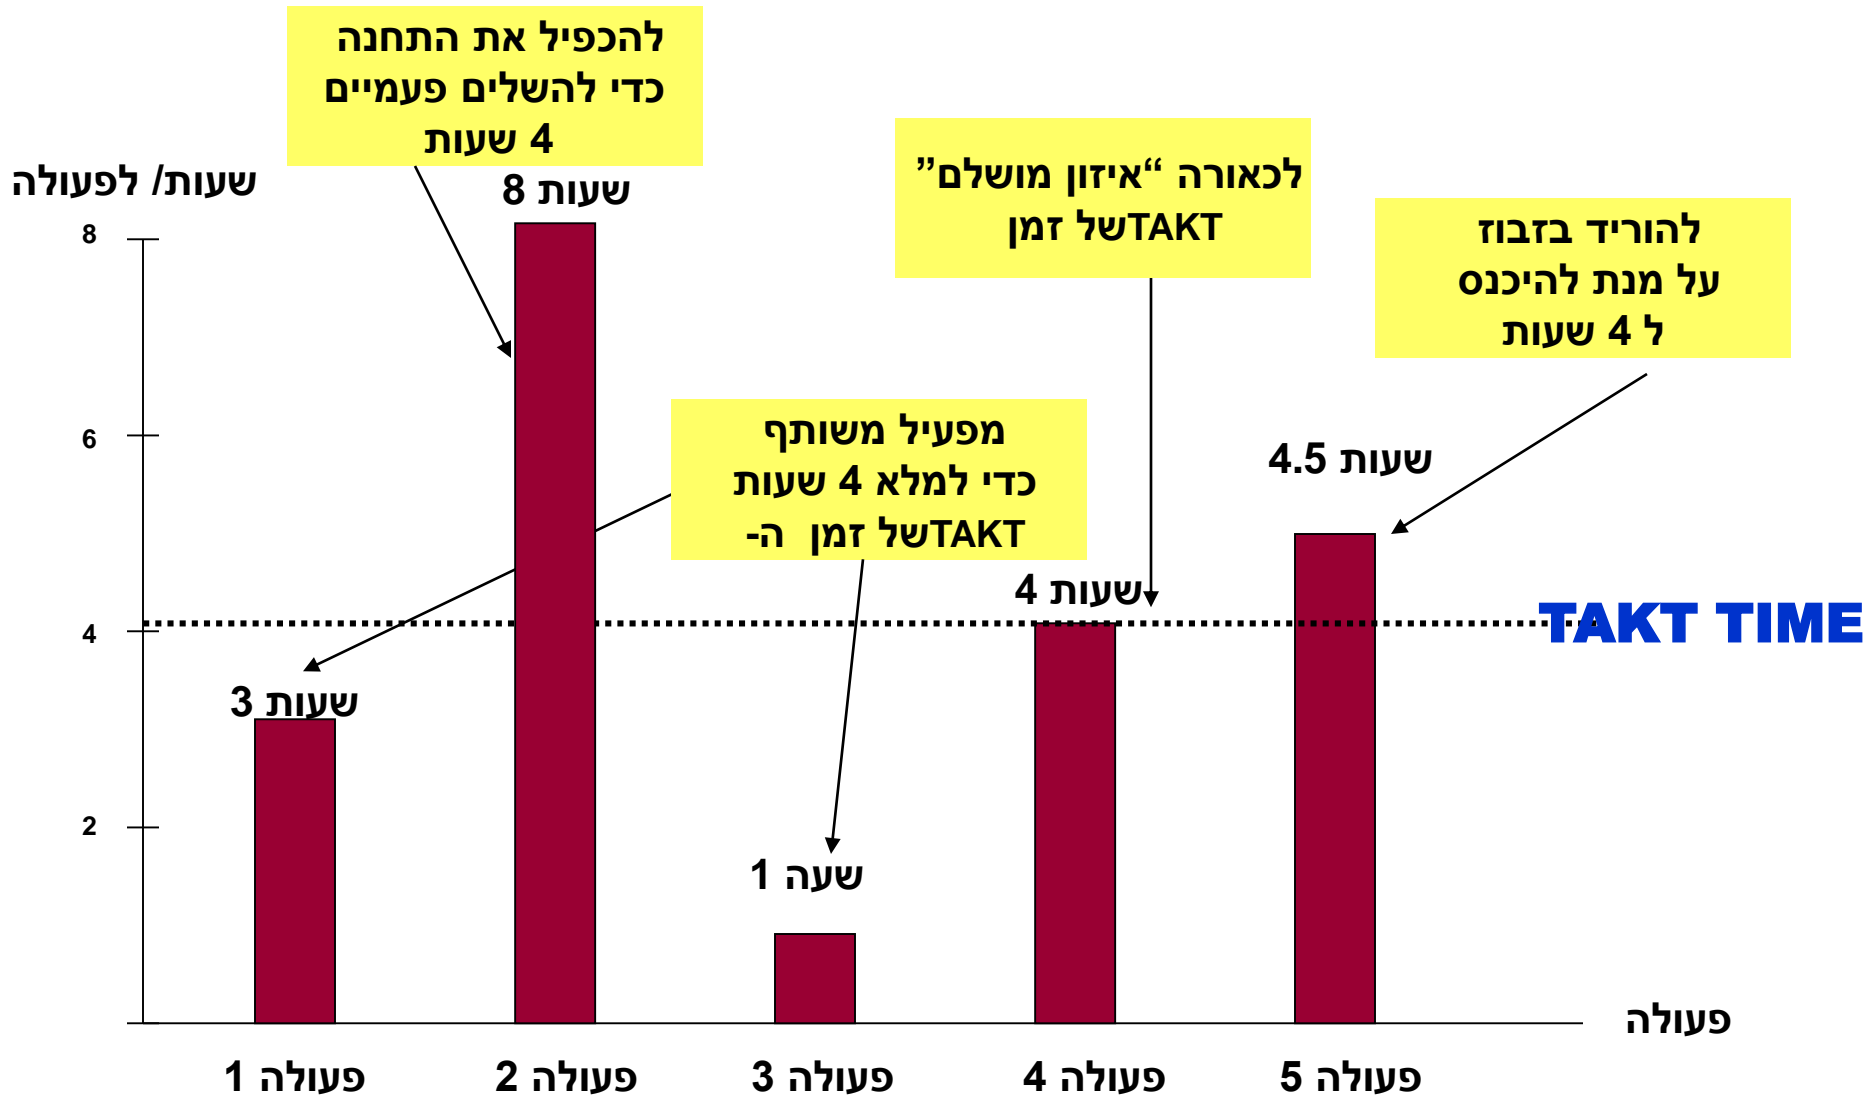 להכפיל את התחנה
כדי להשלים פעמיים
4 שעות
שעות/ לפעולה
8 שעות
לכאורה “איזון מושלם”
של זמן TAKT
להוריד בזבוז
על מנת להיכנס
ל 4 שעות
8
6
4
2
מפעיל משותף
כדי למלא 4 שעות
של זמן ה- TAKT
4.5 שעות
4 שעות
TAKT TIME
3 שעות
1 שעה
פעולה
פעולה 1
פעולה 2
פעולה 3
פעולה 4
פעולה 5